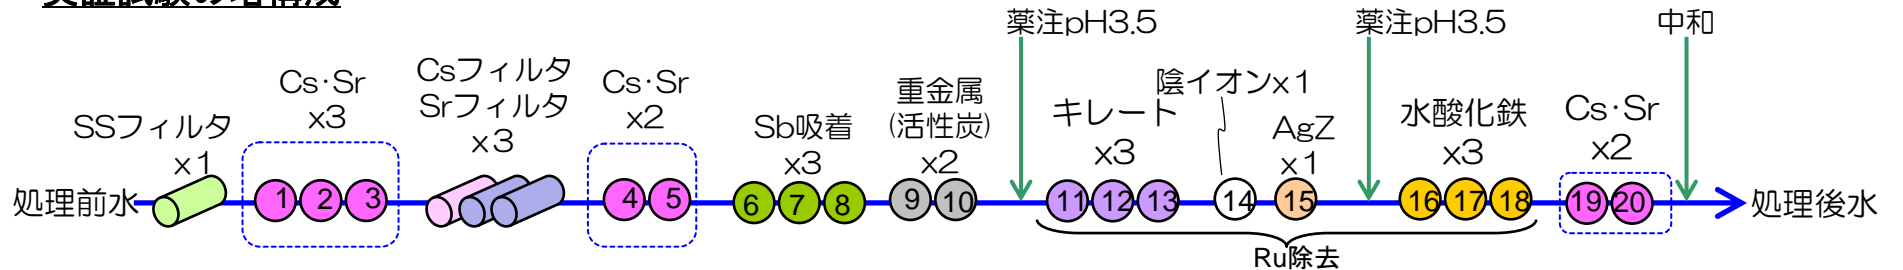 薬注pH3.5
薬注pH3.5
中和
Cs･Sr
x3
Csフィルタ
Srフィルタ
x3
Cs･Sr
x2
重金属
(活性炭)
x2
陰イオンx1
SSフィルタ
x1
Sb吸着
x3
キレート
x3
AgZ
x1
水酸化鉄
x3
Cs･Sr
x2
処理前水
1 2 3
4 5
6 7 8
9 10
11 12 13
14
15
16 17 18
19 20
処理後水
Ru除去